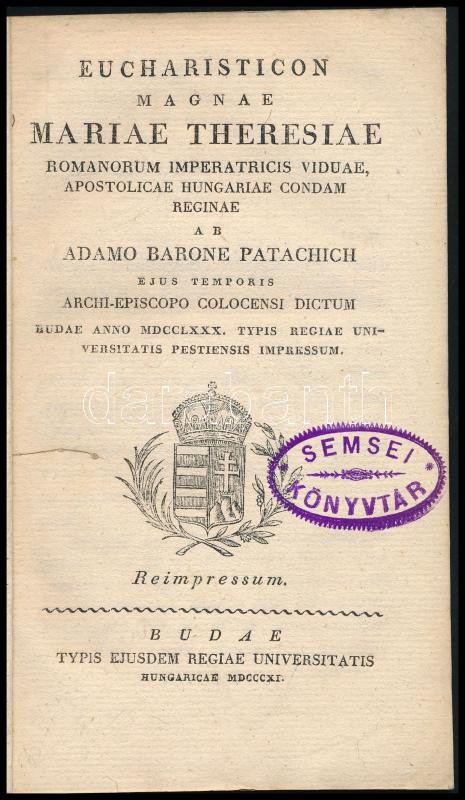 EUCHARISTICON
MAGNAE
MARIAE THERESIAE
ROMANORUM IMPERATRICIS VIDUAE,
APOSTOLICAE HUNGARIAE CONDAM
REGINAE
AB
ADAMO BARONE PATACHICH
EJUS TEMPORIS
ARCHI-EPISCOPO COLOCENSI DICTUM
BUDAE ANNO MDCCLXXX. TYPIS REGIAE UNI-
VERSITATIS PESTIENSIS IMPRESSUM.
darabanth
SEMSEI
KÖNYVTÁR
Reimpressum.
BUDAE
TYPIS EJUSDEM REGIAE UNIVERSITATIS
HUNGARICAE MDCCCXI.